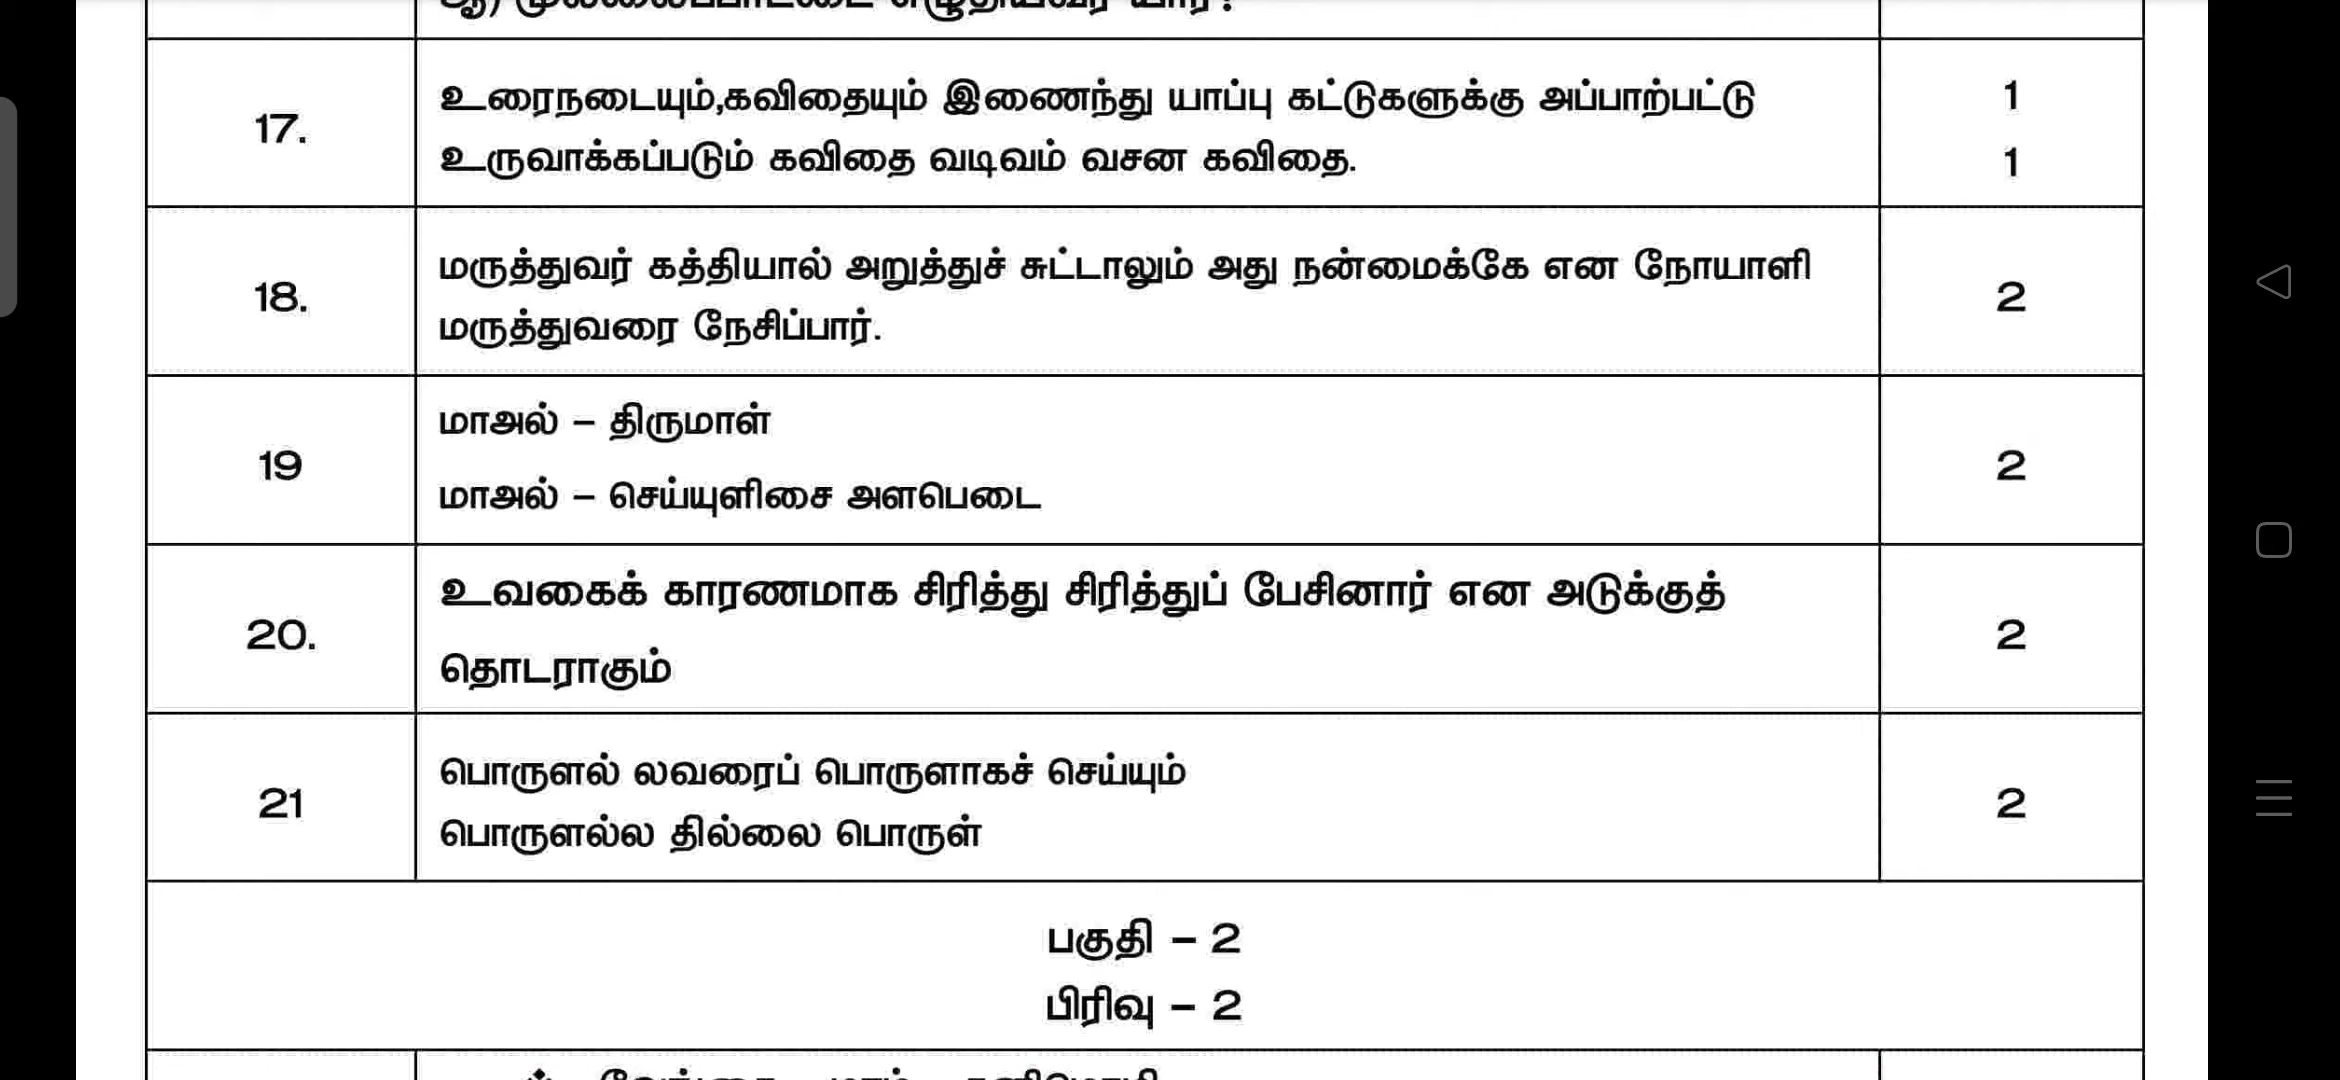 17.
உரைநடையும்,கவிதையும் இணைந்து யாப்பு கட்டுகளுக்கு அப்பாற்பட்டு 1
உருவாக்கப்படும் கவிதை வடிவம் வசன கவிதை. 1
18.
மருத்துவர் கத்தியால் அறுத்துச் சுட்டாலும் அது நன்மைக்கே என நோயாளி
மருத்துவரை நேசிப்பார்.
2
19
மாஅல் – திருமாள்
மாஅல் – செய்யுளிசை அளபெடை
2
20.
உவகைக் காரணமாக சிரித்து சிரித்துப் பேசினார் என அடுக்குத்
தொடராகும்
2
21
பொருளல் லவரைப் பொருளாகச் செய்யும்
பொருளல்ல தில்லை பொருள்
2
பகுதி – 2
பிரிவு – 2